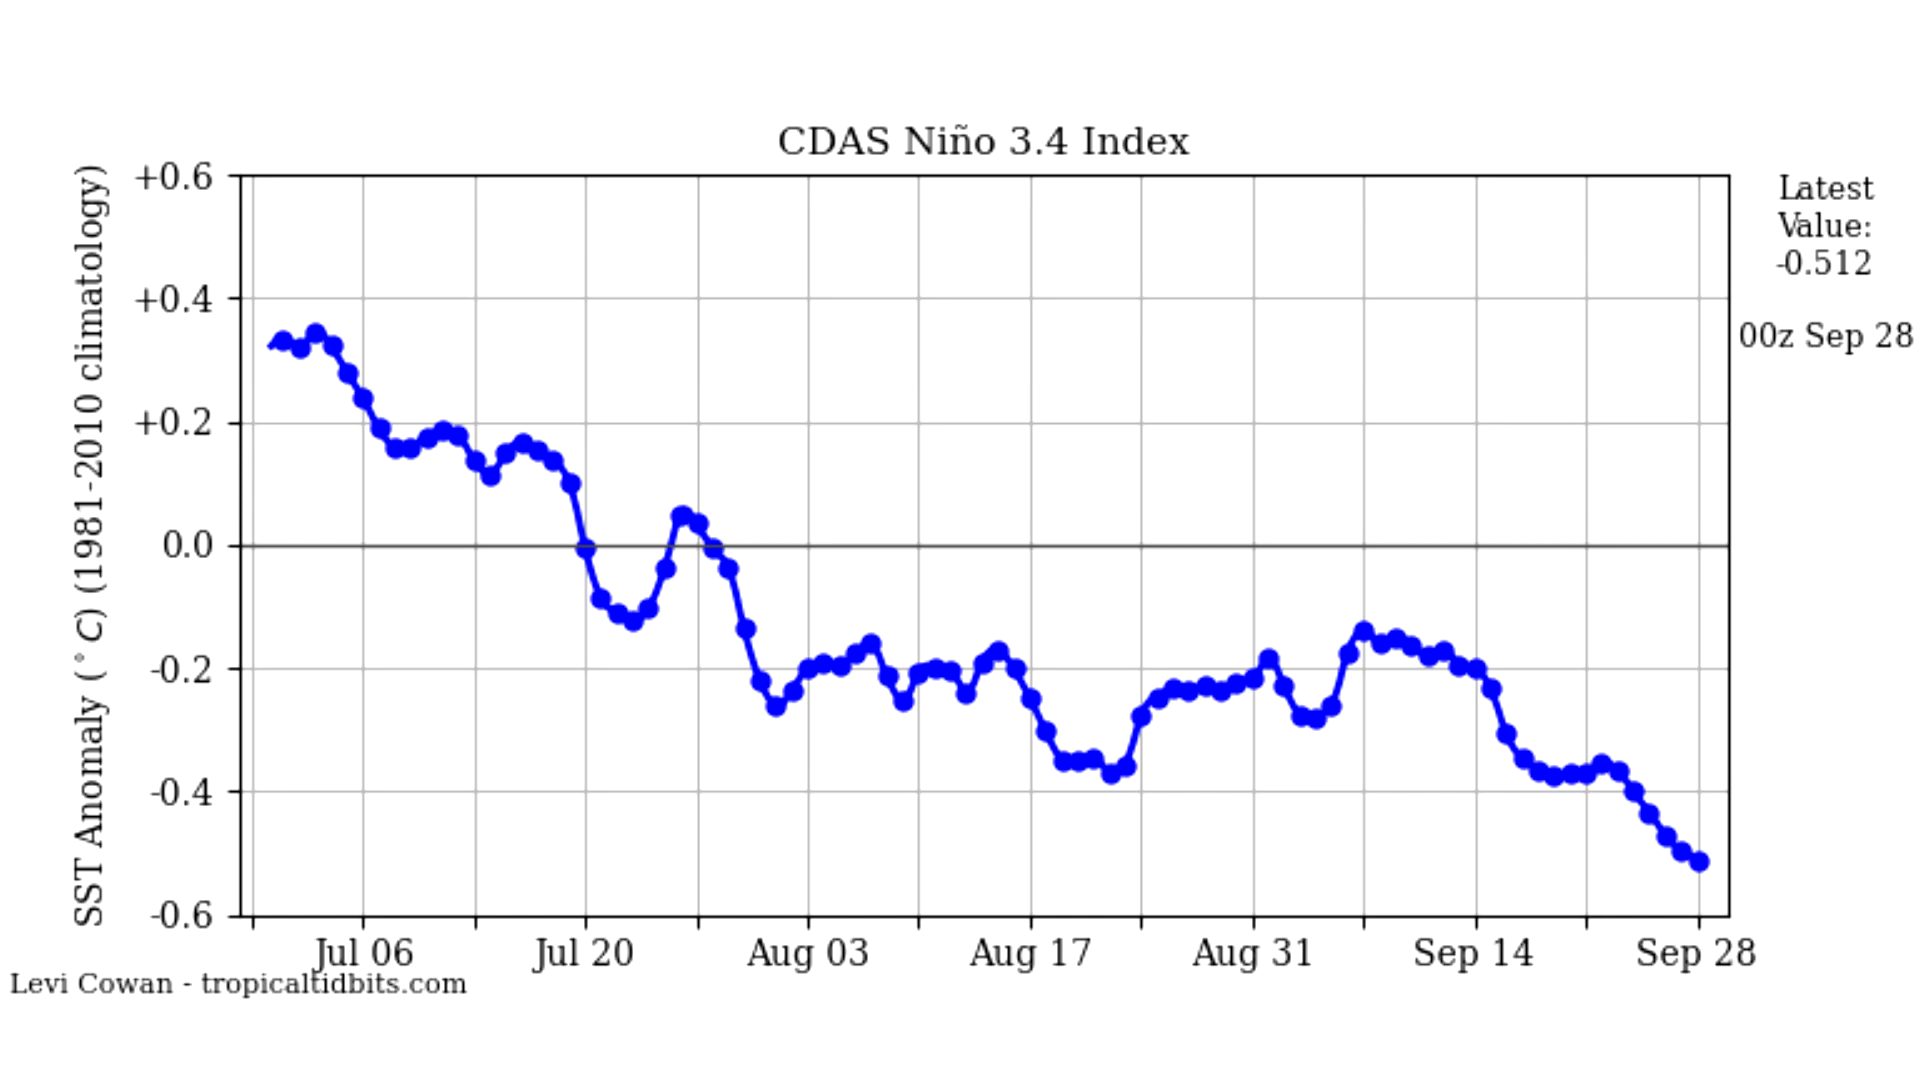 CDAS Niño 3.4 Index
SST Anomaly (°C) (1981-2010 climatology)
+0.6
+0.4
+0.2
0.0
-0.2
-0.4
-0.6
Jul 06
Jul 20
Aug 03
Aug 17
Aug 31
Sep 14
Sep 28
Latest
Value:
-0.512
00z Sep 28
Levi Cowan - tropicaltidbits.com